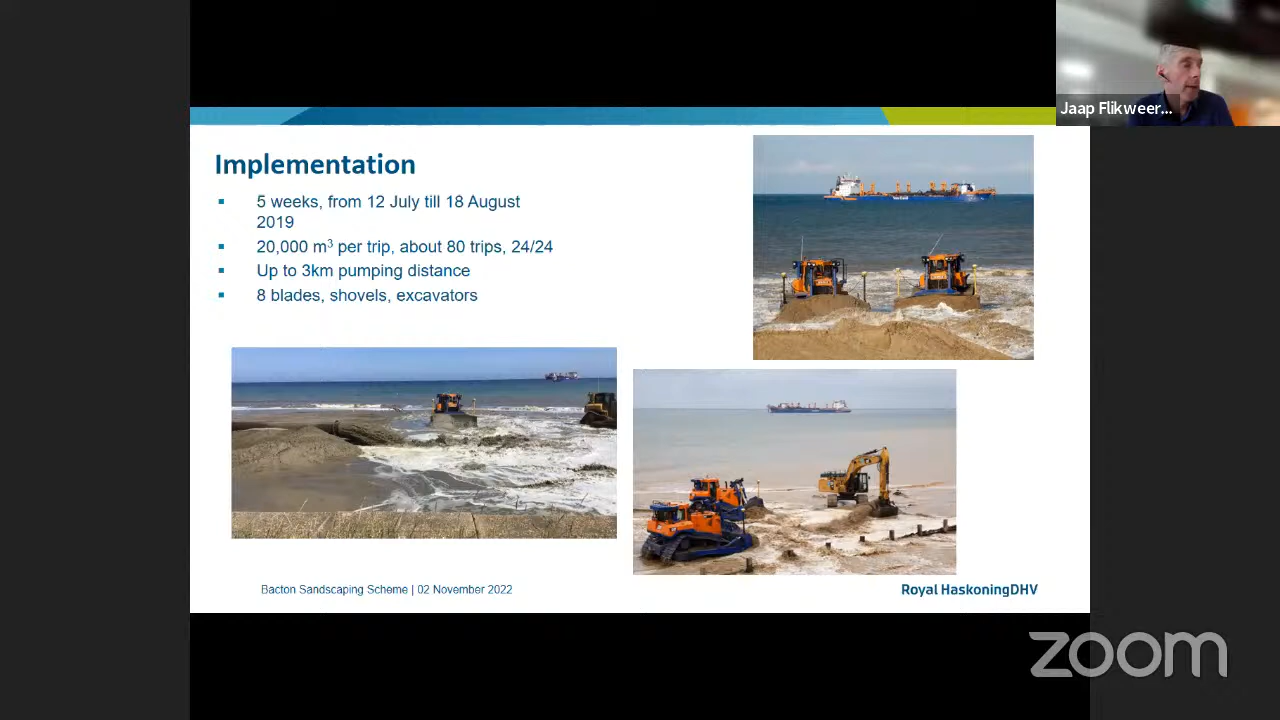 Jaap Flikweer...
Implementation
5 weeks, from 12 July till 18 August
2019
20,000 m³ per trip, about 80 trips, 24/24
Up to 3km pumping distance
8 blades, shovels, excavators
Bacton Sandscaping Scheme | 02 November 2022
Royal HaskoningDHV
zoom